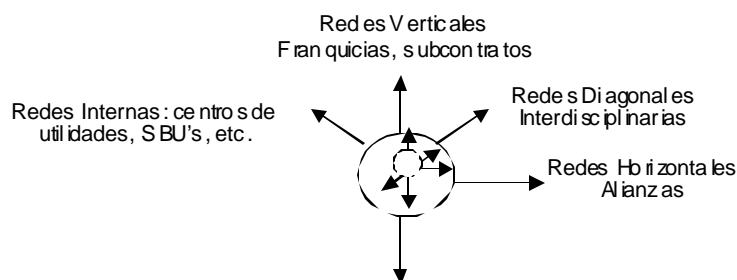 Redes Verticales
Franquicias, subcontratos
Redes Internas: centros de
utilidades, SBU's, etc.
Redes Diagonales
Interdisciplinarias
Redes Horizontales
Alianzas